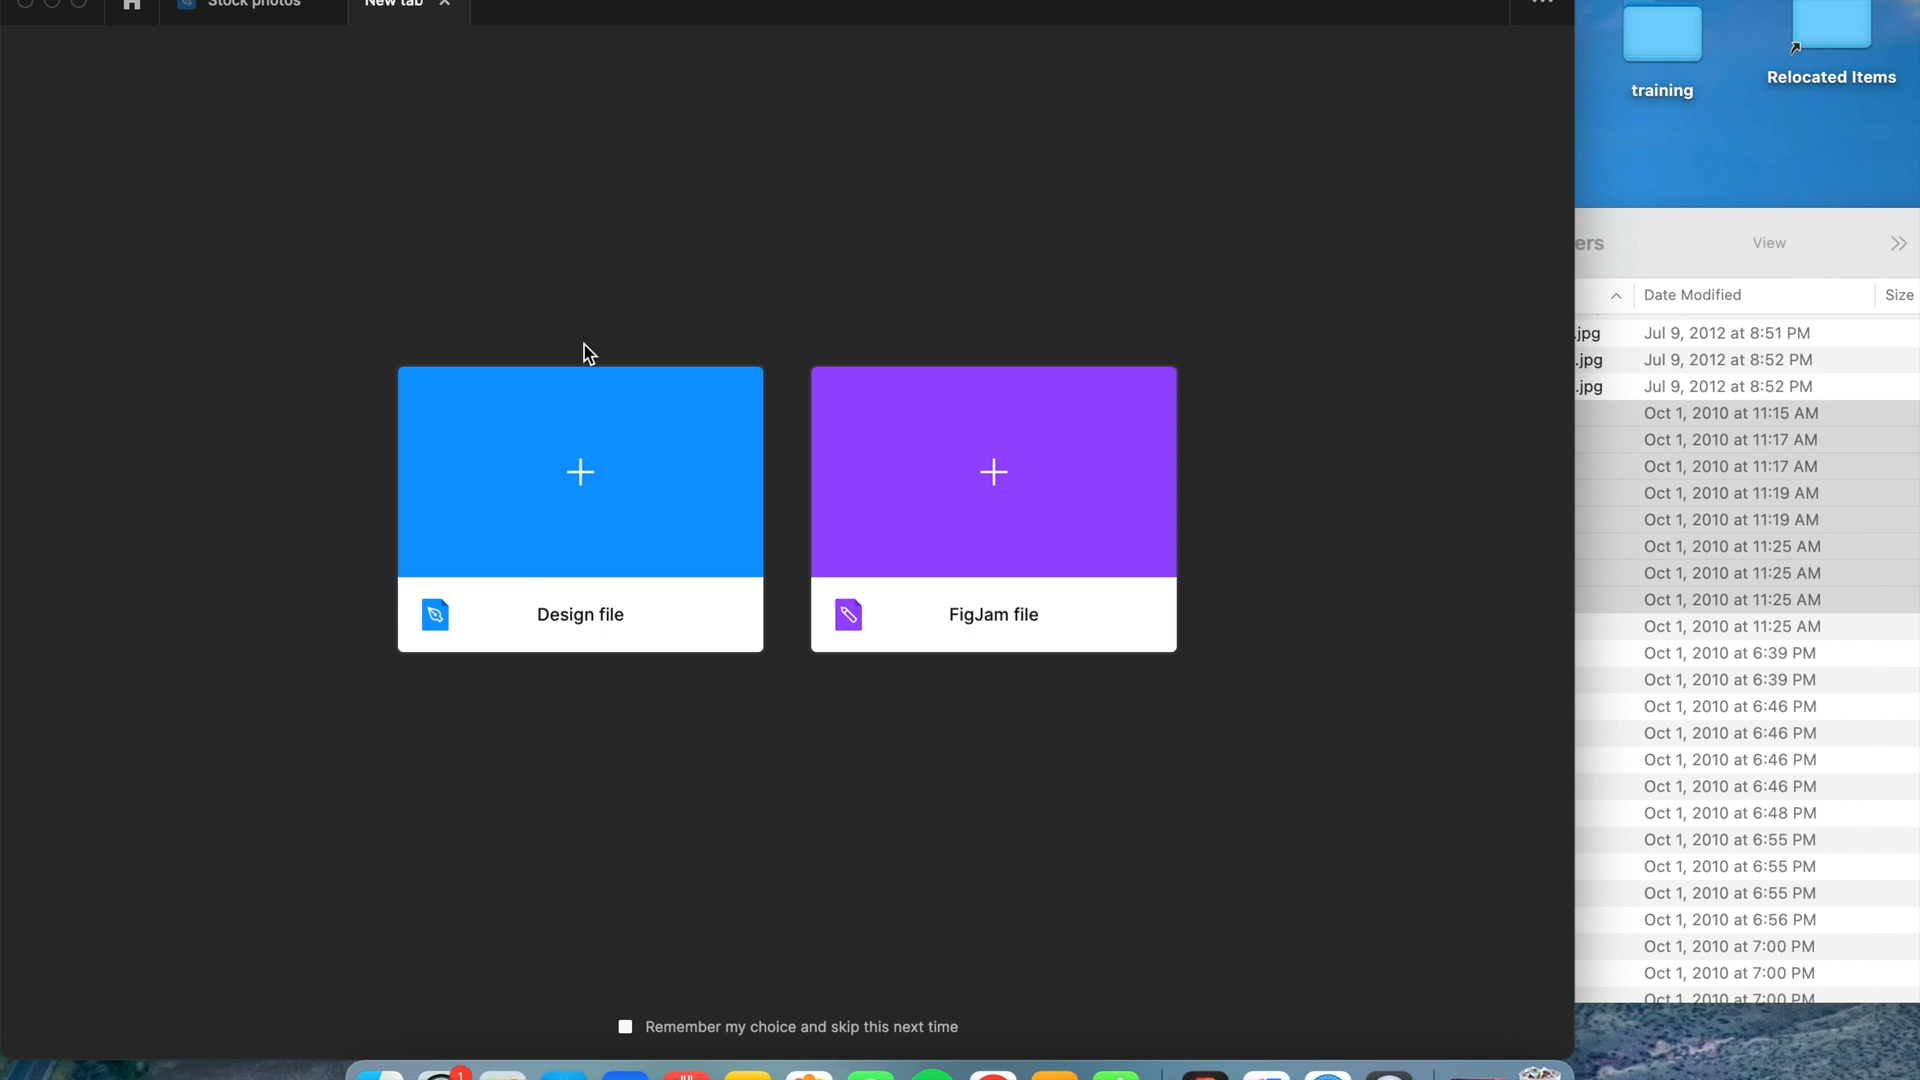 Stock photos
New tab
training
Relocated Items
ers
View
Date Modified
Size
.jpg Jul 9, 2012 at 8:51 PM
.jpg Jul 9, 2012 at 8:52 PM
.jpg Jul 9, 2012 at 8:52 PM
Oct 1, 2010 at 11:15 AM
Oct 1, 2010 at 11:17 AM
Oct 1, 2010 at 11:17 AM
Oct 1, 2010 at 11:19 AM
Oct 1, 2010 at 11:19 AM
Oct 1, 2010 at 11:25 AM
Oct 1, 2010 at 11:25 AM
Oct 1, 2010 at 11:25 AM
Oct 1, 2010 at 11:25 AM
Oct 1, 2010 at 6:39 PM
Oct 1, 2010 at 6:39 PM
Oct 1, 2010 at 6:46 PM
Oct 1, 2010 at 6:46 PM
Oct 1, 2010 at 6:46 PM
Oct 1, 2010 at 6:46 PM
Oct 1, 2010 at 6:48 PM
Oct 1, 2010 at 6:55 PM
Oct 1, 2010 at 6:55 PM
Oct 1, 2010 at 6:55 PM
Oct 1, 2010 at 6:56 PM
Oct 1, 2010 at 7:00 PM
Oct 1, 2010 at 7:00 PM
Oct 1, 2010 at 7:00 PM
Design file
FigJam file
Remember my choice and skip this next time
1